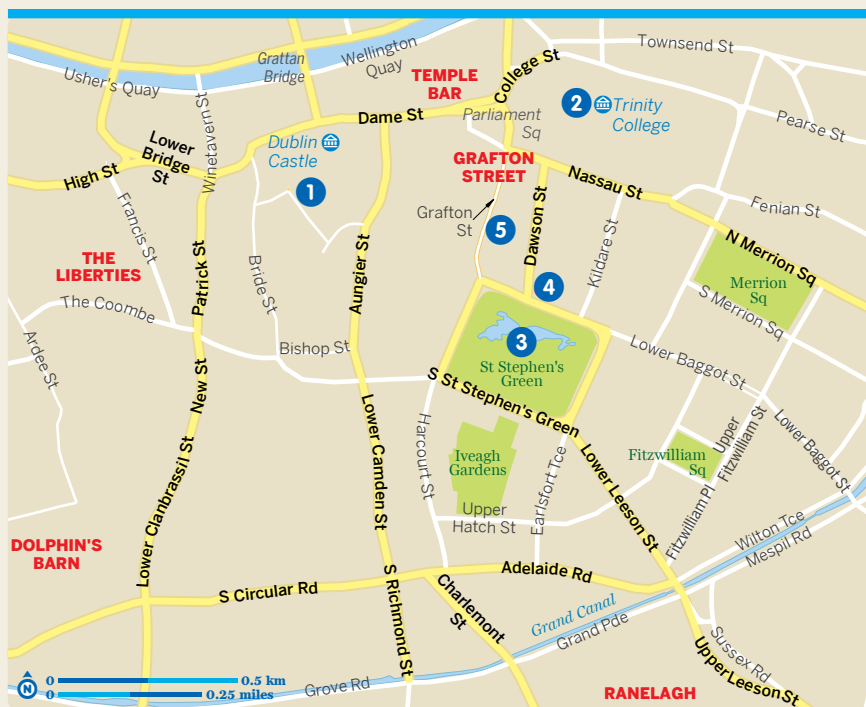 Townsend St
Wellington
Quay
Grattan
Bridge
College St
Usher's Quay
TEMPLE
BAR
Winetavern St
2
Trinity
College
Pearse St
Dame St
Parliament
Sq
Lower
Bridge
St
Dublin
Castle
High St
GRAFTON
STREET
Nassau St
1
Francis St
Grafton
St
5
Dawson St
Kildare St
Fenian St
N Merrion Sq
THE
LIBERTIES
Patrick St
Bride St
Aungier St
4
Merrion
Sq
S Merrion Sq
The Coombe
Ardee St
3
St Stephen's
Green
Bishop St
Lower Baggot St
S St Stephen's Green
New St
Lower Camden St
Harcourt St
Iveagh
Gardens
Earlsfort Tce
Lower Leeson St
Fitzwilliam
Sq
Upper
Fitzwilliam St
Lower Baggot St
Lower Clanbrassil St
Upper
Hatch St
Fitzwilliam Pl
Wilton Tce
Mespil Rd
DOLPHIN'S
BARN
S Circular Rd
Adelaide Rd
S Richmond St
Charlemont
St
Grand Canal
Grand Pde
Sussex Rd
Upper Leeson St
N
0 0.5 km
0 0.25 miles
Grove Rd
RANELAGH